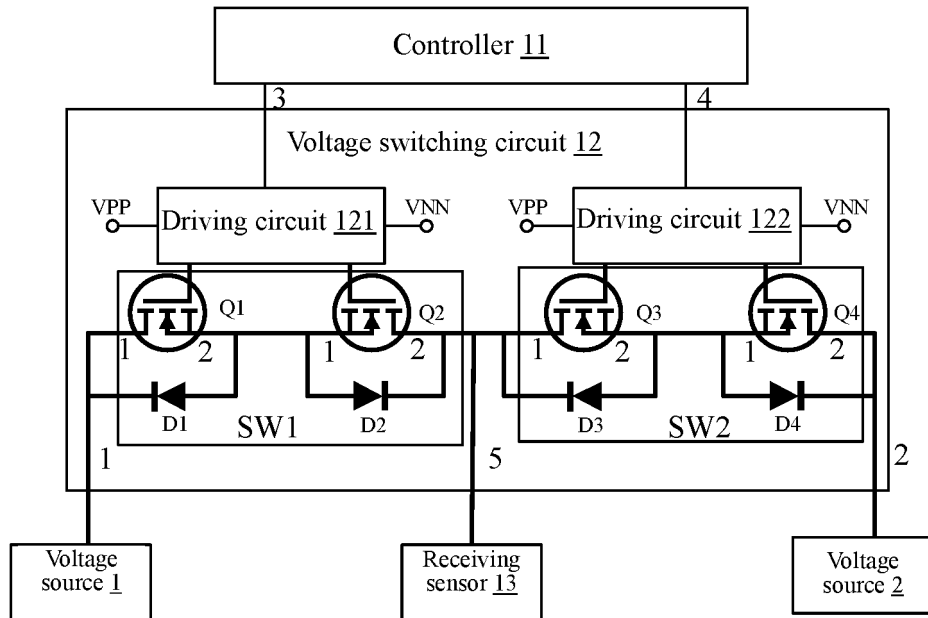 Controller 11
3
4
Voltage switching circuit 12
VPP
Driving circuit 121
VNN
VPP
Driving circuit 122
VNN
Q1
Q2
Q3
Q4
1
2
1
2
1
2
1
2
D1
D2
D3
D4
SW1
SW2
1
5
2
Voltage
source 1
Receiving
sensor 13
Voltage
source 2